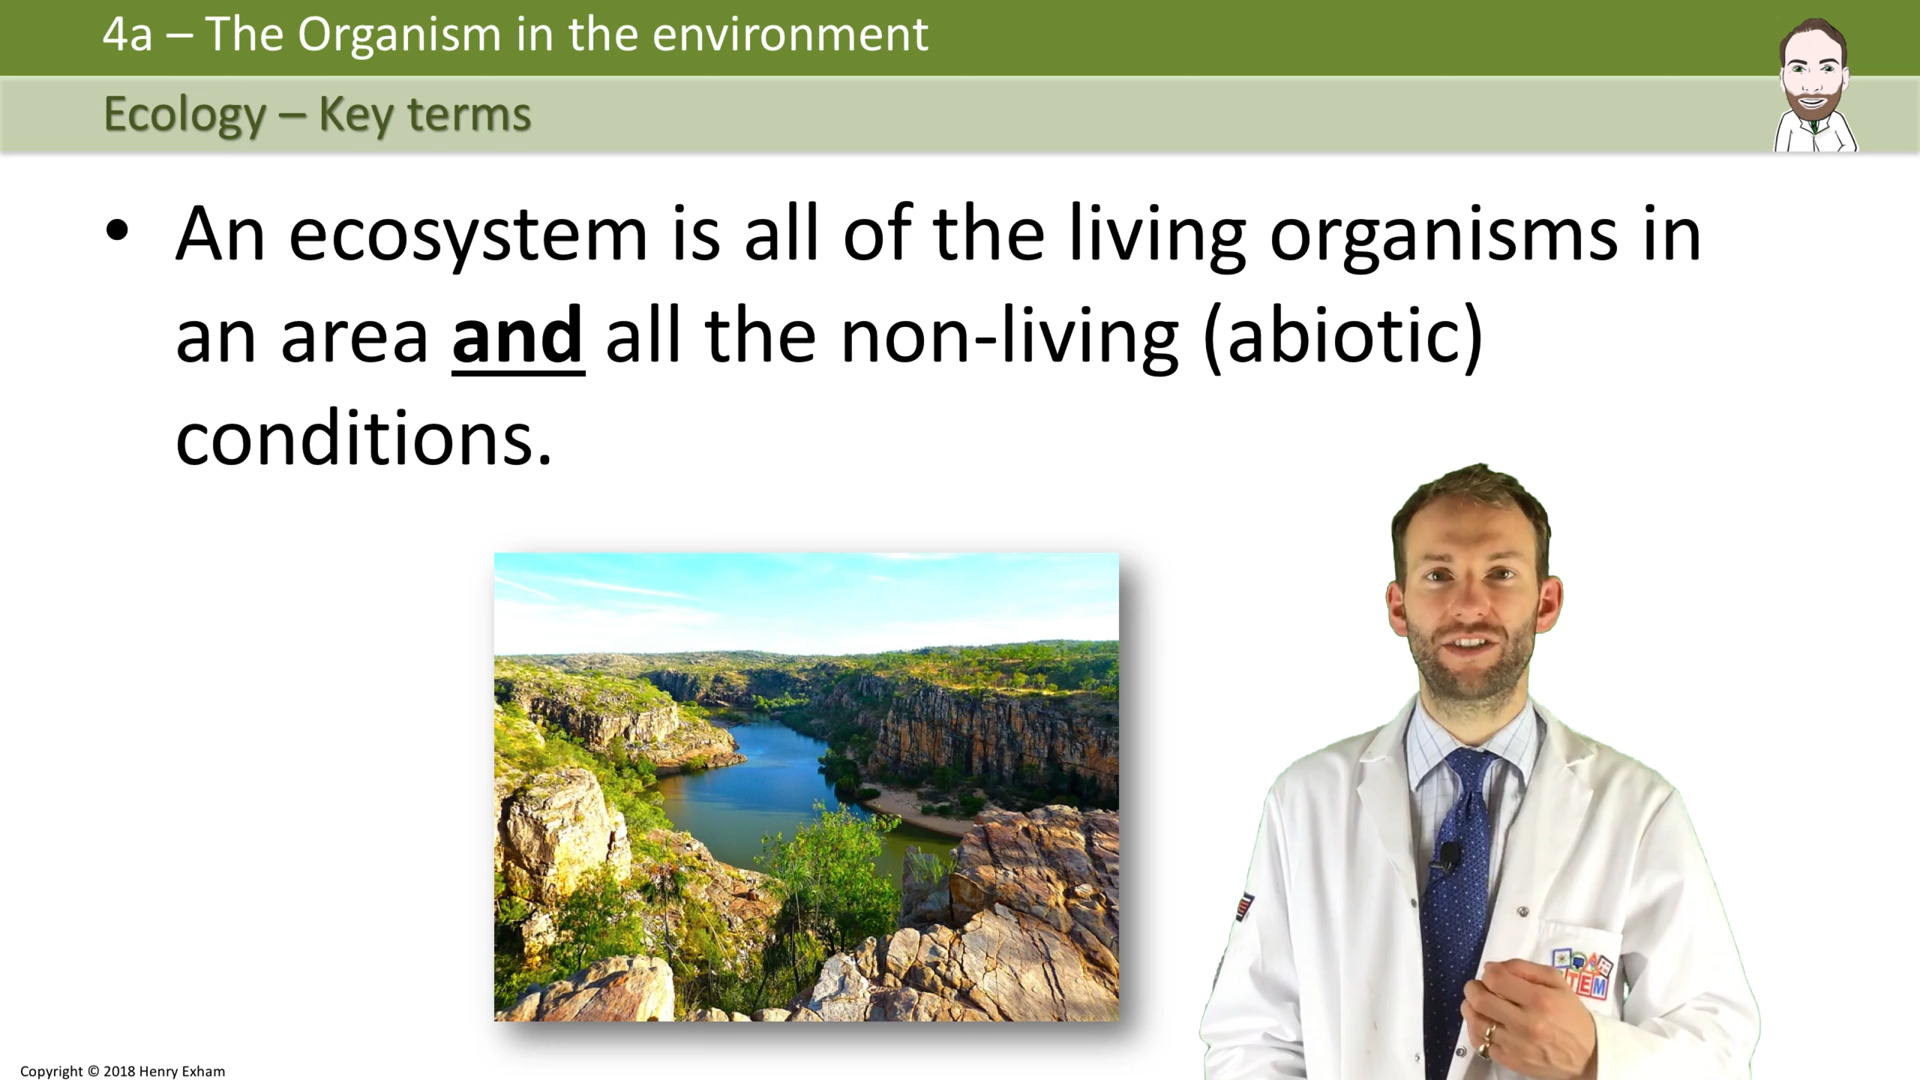 4a – The Organism in the environment
Ecology – Key terms
• An ecosystem is all of the living organisms in
an area and all the non-living (abiotic)
conditions.
TEM
Copyright © 2018 Henry Exham